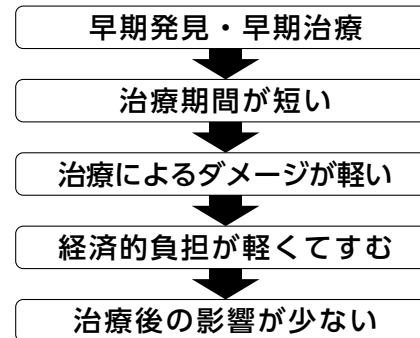 早期発見・早期治療
治療期間が短い
治療によるダメージが軽い
経済的負担が軽くてすむ
治療後の影響が少ない